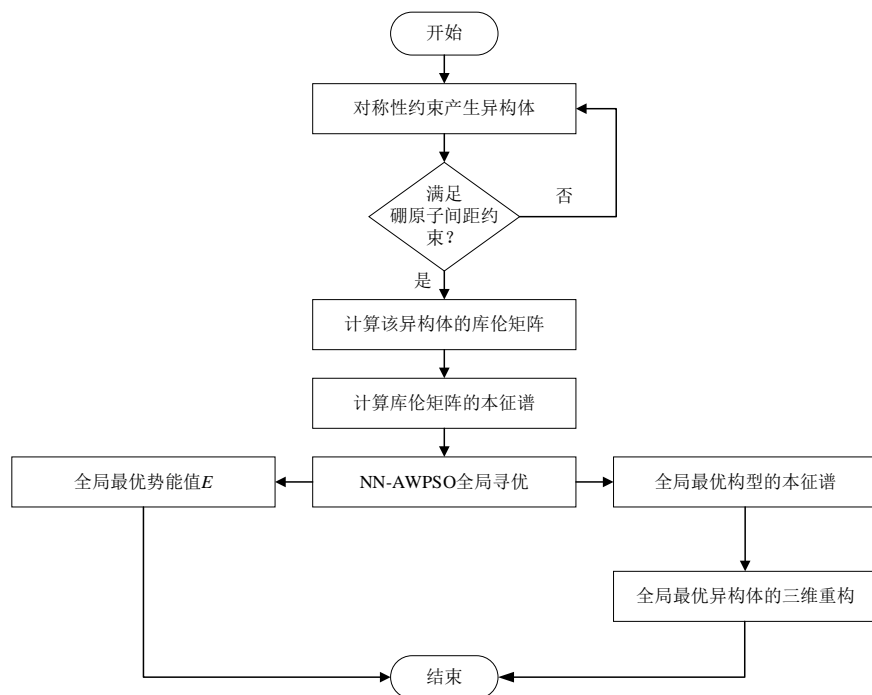 开始
对称性约束产生异构体
满足
硼原子间距约
束？
否
是
计算该异构体的库伦矩阵
计算库伦矩阵的本征谱
全局最优势能值E
NN-AWPSO全局寻优
全局最优构型的本征谱
全局最优异构体的三维重构
结束